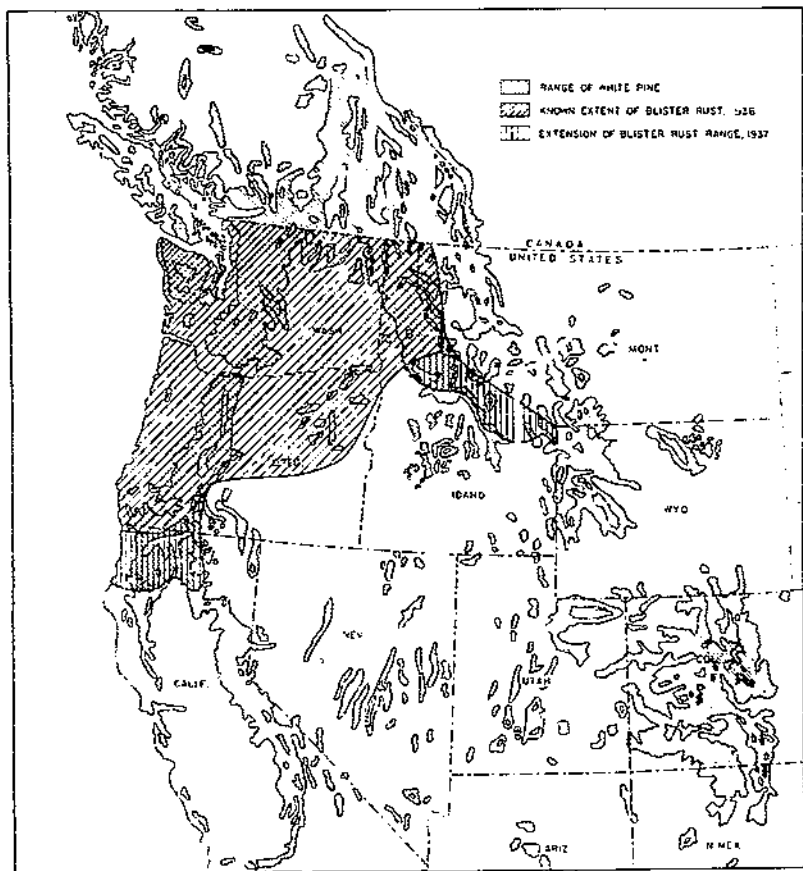 RANGE OF WHITE PINE
KNOWN EXTENT OF BLISTER RUST, 1936
EXTENSION OF BLISTER RUST RANGE, 1937
CANADA
UNITED STATES
WASH
MONT
IDAHO
WYO
NEV
UTAH
CALIF.
ARIZ
N MEX